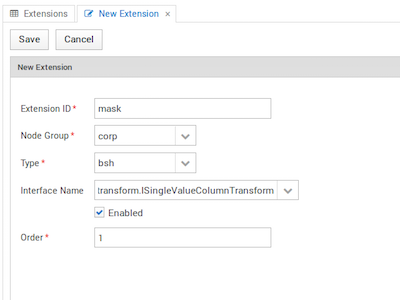 Extensions New Extension ×
Save Cancel
New Extension
Extension ID * mask
Node Group * corp
Type * bsh
Interface Name transform.ISingleValueColumnTransform
Enabled
Order * 1